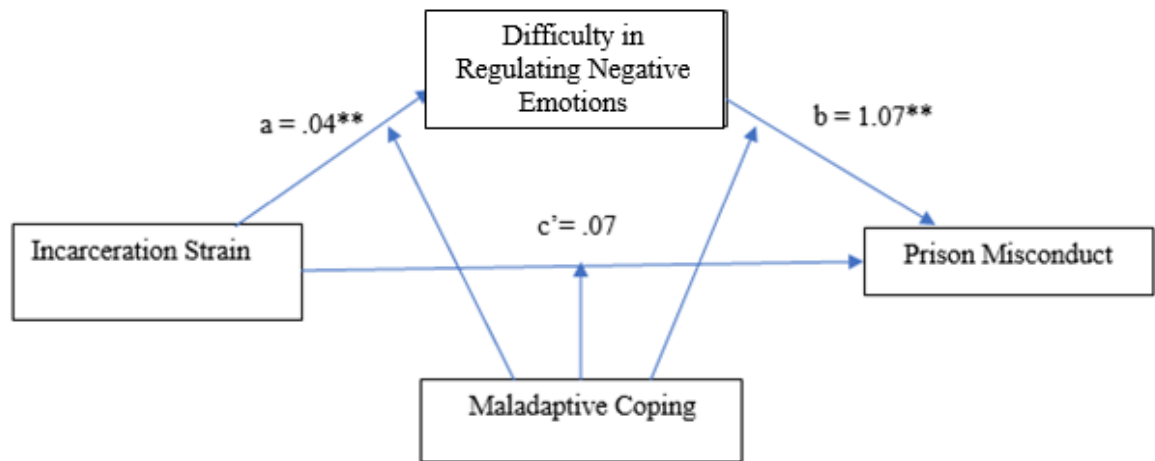 Difficulty in
Regulating Negative
Emotions
a = .04**
b = 1.07**
c’= .07
Incarceration Strain
Prison Misconduct
Maladaptive Coping